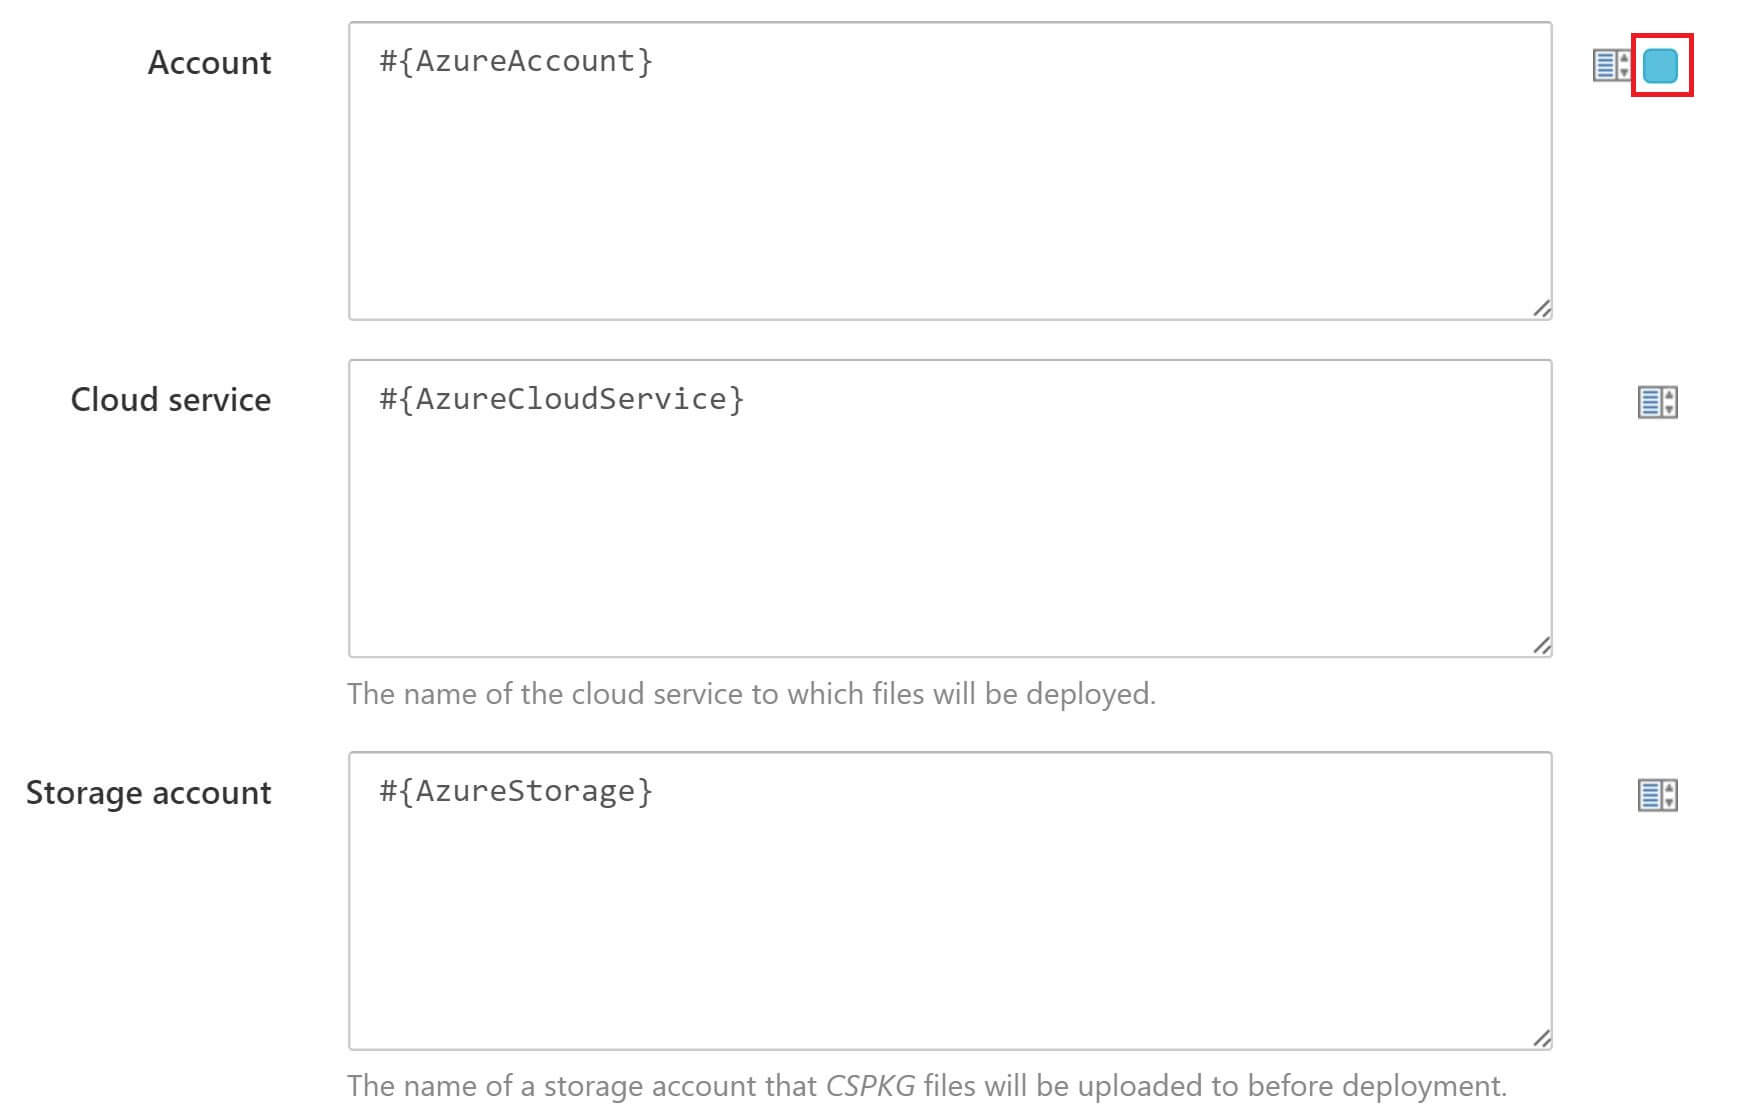 Account
#{AzureAccount}
Cloud service
#{AzureCloudService}
The name of the cloud service to which files will be deployed.
Storage account
#{AzureStorage}
The name of a storage account that CSPKG files will be uploaded to before deployment.